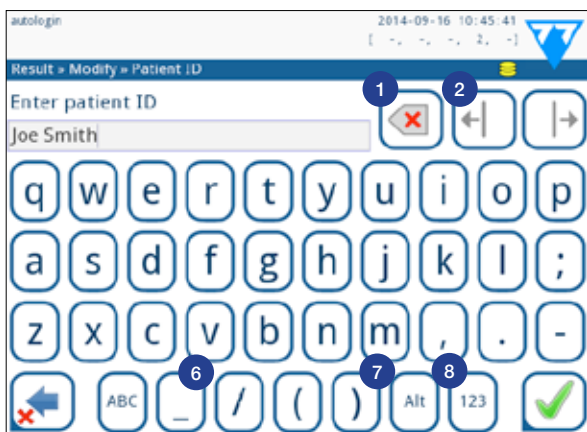 autologin
2014-09-16 10:45:41
[ -, -, -, 2, -]
Result » Modify » Patient ID
Enter patient ID
1
2
Joe Smith
q w e r t y u i o p
a s d f g h j k l ;
z x c v b n m , . -
6
7
8
ABC _ / ( ) Alt 123